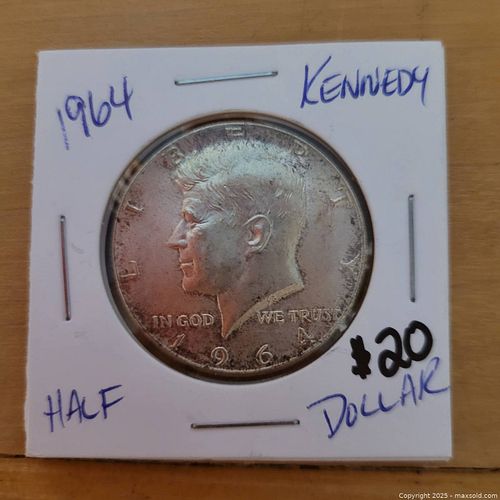 1964 KENNEDY
LIBERTY
IN GOD WE TRUST
1964
$20
HALF DOLLAR
Copyright 2025 - maxsold.com